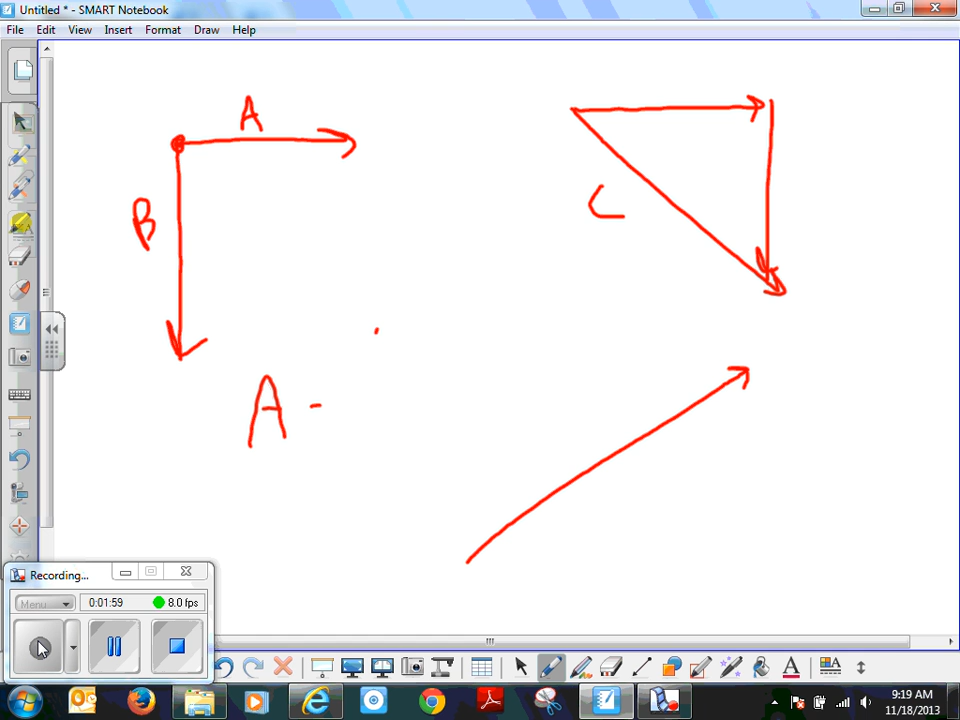 Untitled * - SMART Notebook
File Edit View Insert Format Draw Help
A
B
C
A -
Recording...
Menu 0:01:59 8.0 fps
9:19 AM
11/18/2013